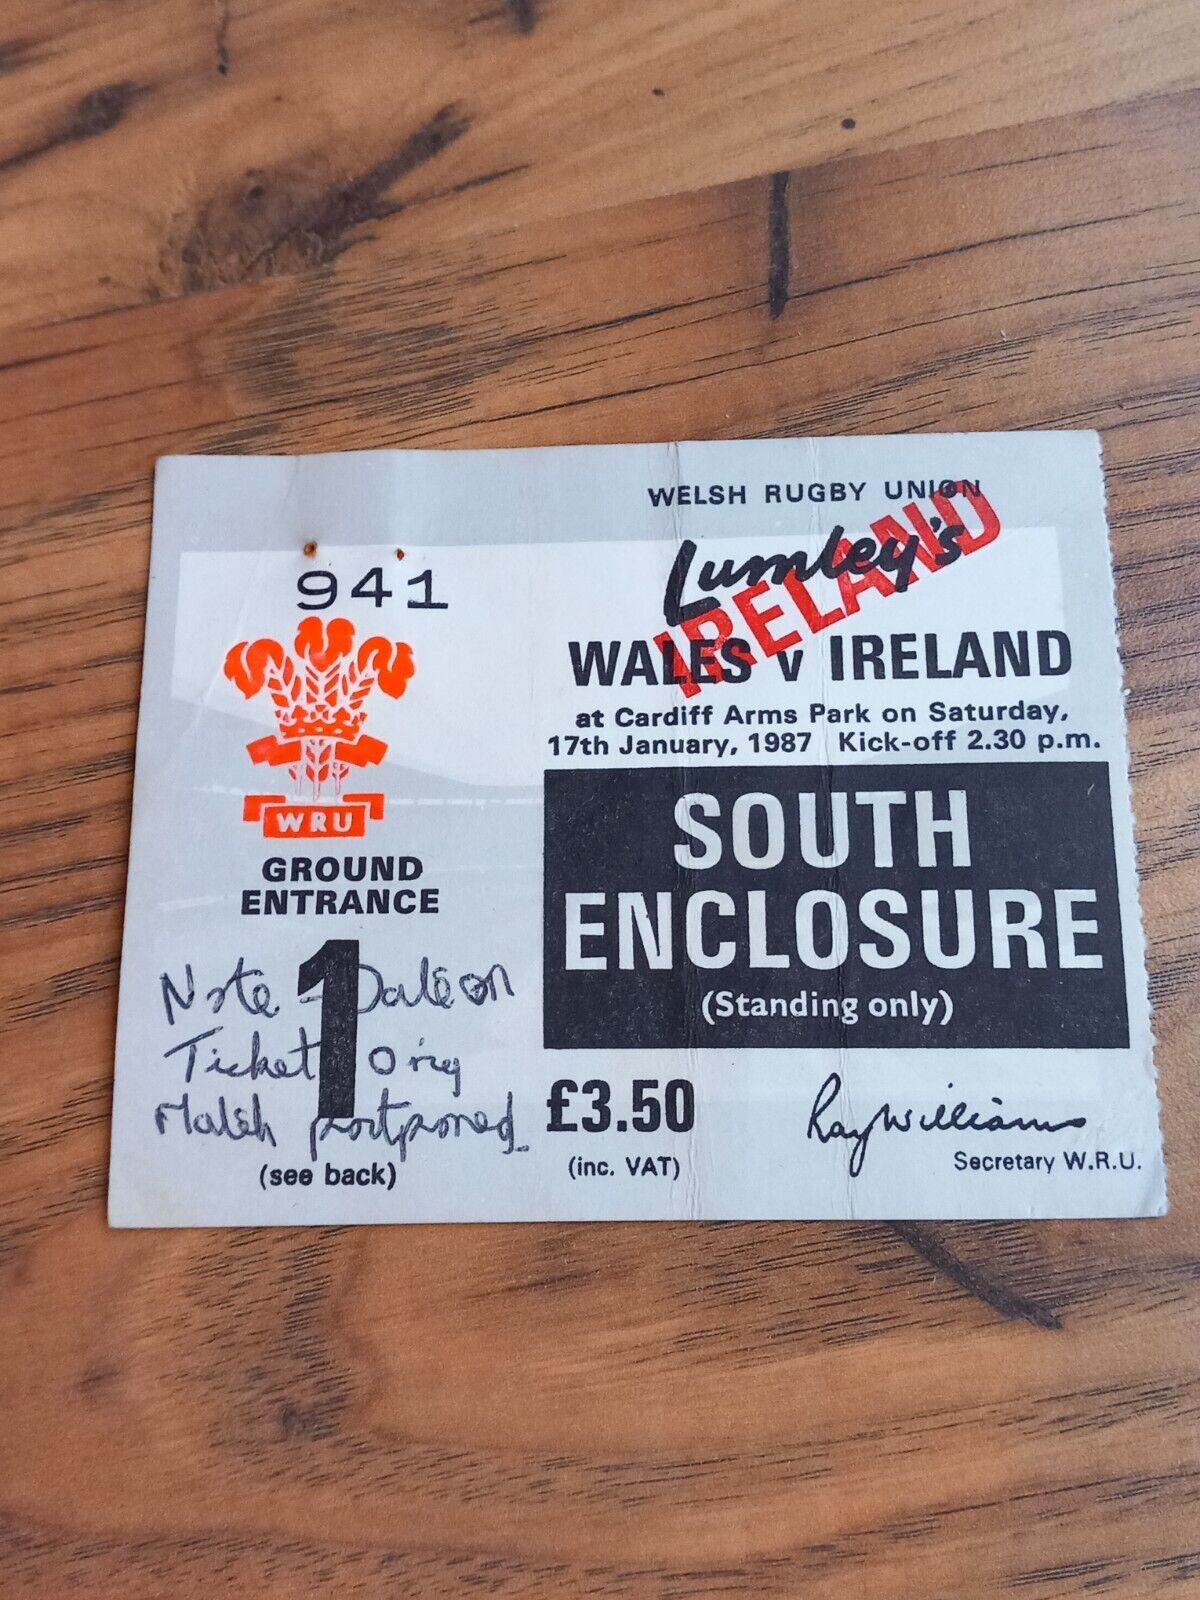 WELSH RUGBY UNION
IRELAND
Lumley's
941
WALES v IRELAND
at Cardiff Arms Park on Saturday,
17th January, 1987 Kick-off 2.30 p.m.
WRU
GROUND
ENTRANCE
1
SOUTH
ENCLOSURE
(Standing only)
Note - Date on
Ticket Orig
Match postponed
(see back)
£3.50
(inc. VAT)
Ray Williams
Secretary W.R.U.